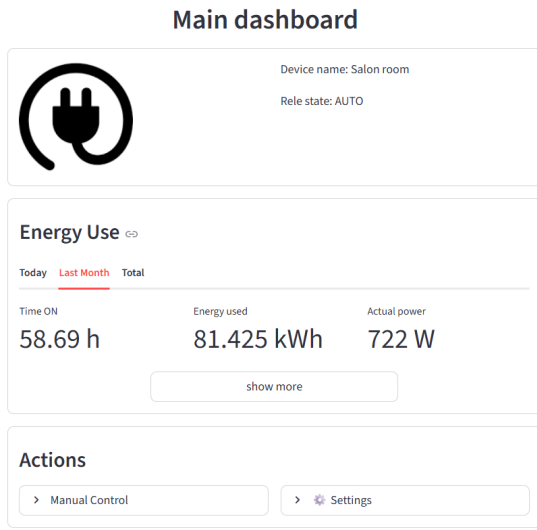 Main dashboard
Device name: Salon room
Rele state: AUTO
Energy Use
Today Last Month Total
Time ON Energy used Actual power
58.69 h 81.425 kWh 722 W
show more
Actions
Manual Control Settings